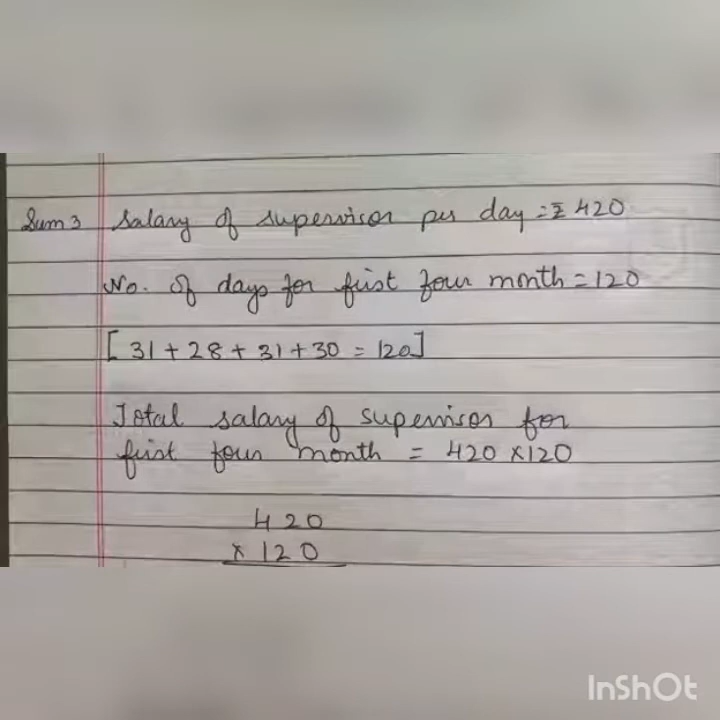 Sum 3 Salary of supervisor per day = ₹ 420
No. of days for first four month = 120
[ 31 + 28 + 31 + 30 = 120]
Total salary of supervisor for
first four month = 420 × 120
420
× 120
InShOt